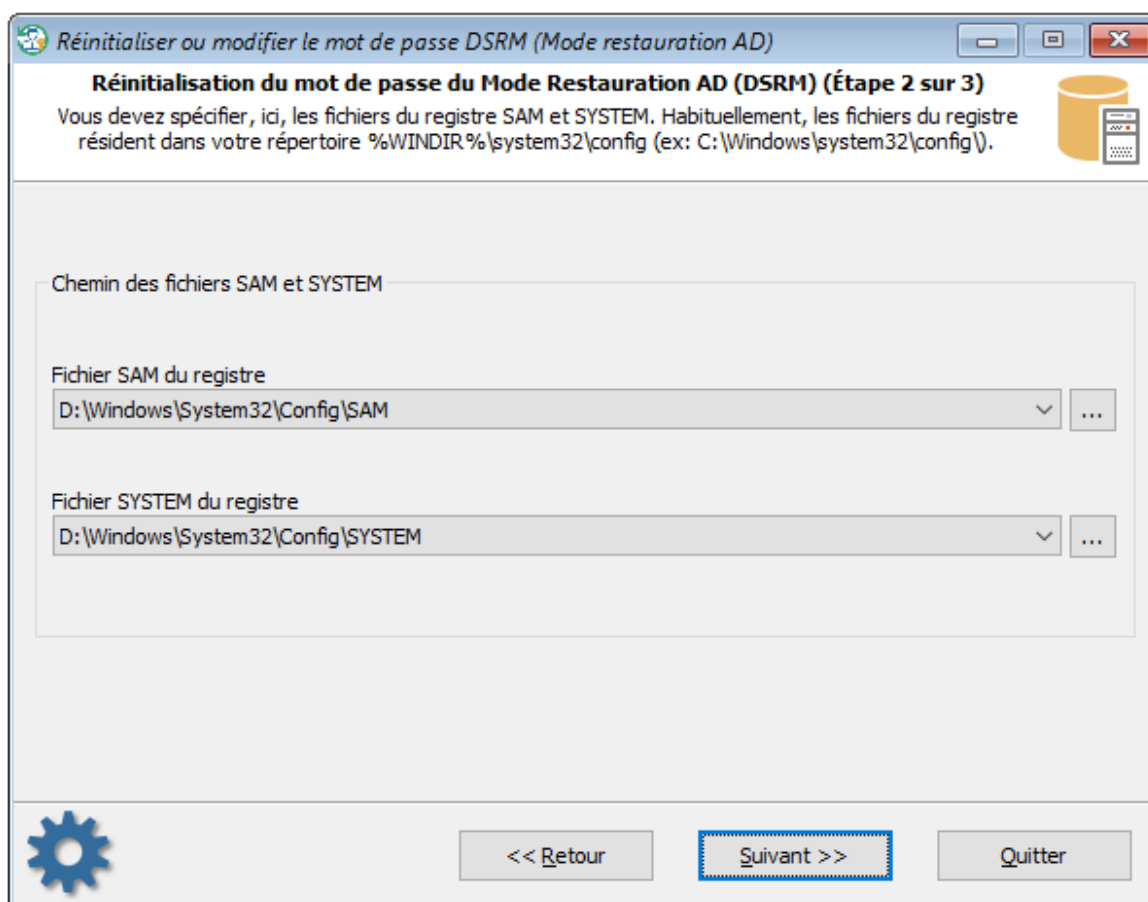 Réinitialiser ou modifier le mot de passe DSRM (Mode restauration AD)
Réinitialisation du mot de passe du Mode Restauration AD (DSRM) (Étape 2 sur 3)
Vous devez spécifier, ici, les fichiers du registre SAM et SYSTEM. Habituellement, les fichiers du registre
résident dans votre répertoire %WINDIR%\system32\config (ex: C:\Windows\system32\config\).
Chemin des fichiers SAM et SYSTEM
Fichier SAM du registre
D:\Windows\System32\Config\SAM
...
Fichier SYSTEM du registre
D:\Windows\System32\Config\SYSTEM
...
<< Retour
Suivant >>
Quitter